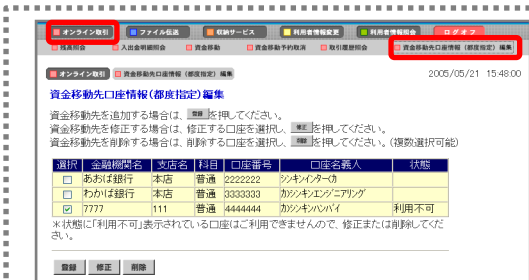 オンライン取引 ファイル伝送 収納サービス 利用者情報変更 利用者情報照会 ログオフ
残高照会 入出金明細照会 資金移動 資金移動予約取消 取引履歴照会 資金移動先口座情報（都度指定）編集
オンライン取引 資金移動先口座情報（都度指定）編集 2005/05/21 15:48:00
資金移動先口座情報(都度指定)編集
資金移動先を追加する場合は、 登録 を押してください。
資金移動先を修正する場合は、修正する口座を選択し、 修正 を押してください。
資金移動先を削除する場合は、削除する口座を選択し、 削除 を押してください。(複数選択可能)
選択 金融機関名 支店名 科目 口座番号 口座名義人 状態
あおば銀行 本店 普通 2222222 シンキンインターカ
わかば銀行 本店 普通 3333333 カ)シンキンエンジニアリング
7777 111 普通 4444444 カ)シンキンハンバイ 利用不可
＊状態に「利用不可」表示されている口座はご利用できませんので、修正または削除してくだ
さい。
登録 修正 削除